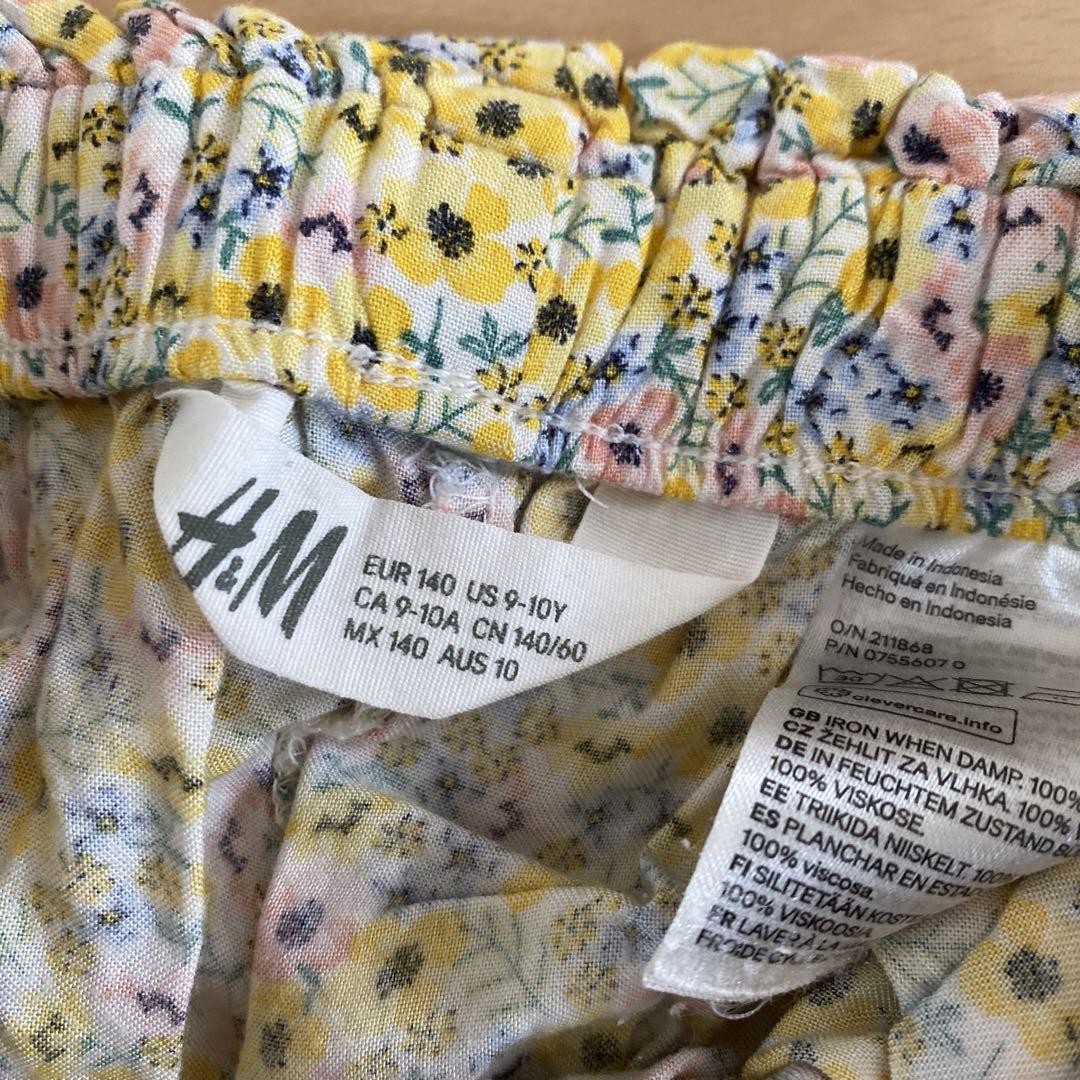 H&M
EUR 140 US 9-10Y
CA 9-10A CN 140/60
MX 140 AUS 10
Made in Indonesia
Fabriqué en Indonésie
Hecho en Indonesia
O/N 211868
P/N 0755607 0
30
clevercare.info
GB IRON WHEN DAMP. 100%
CZ ŽEHLIT ZA VLHKA. 100%
DE IN FEUCHTEM ZUSTAND
100% VISKOSE.
EE TRIIKIDA NIISKELT. 100%
ES PLANCHAR EN
100% viscosa.
FI SILITETÄÄN
100% VISKOOSIA